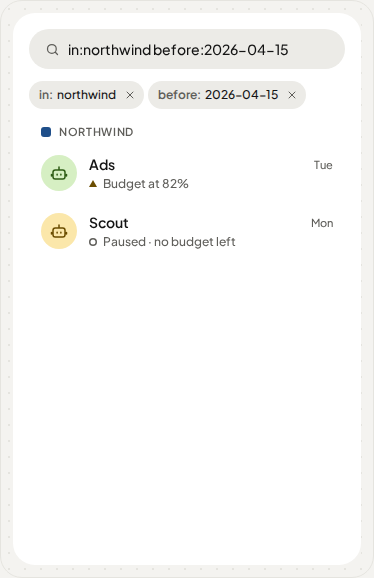 in:northwind before:2026-04-15
in: northwind × before: 2026-04-15 ×
NORTHWIND
Ads Tue
Budget at 82%
Scout Mon
Paused · no budget left